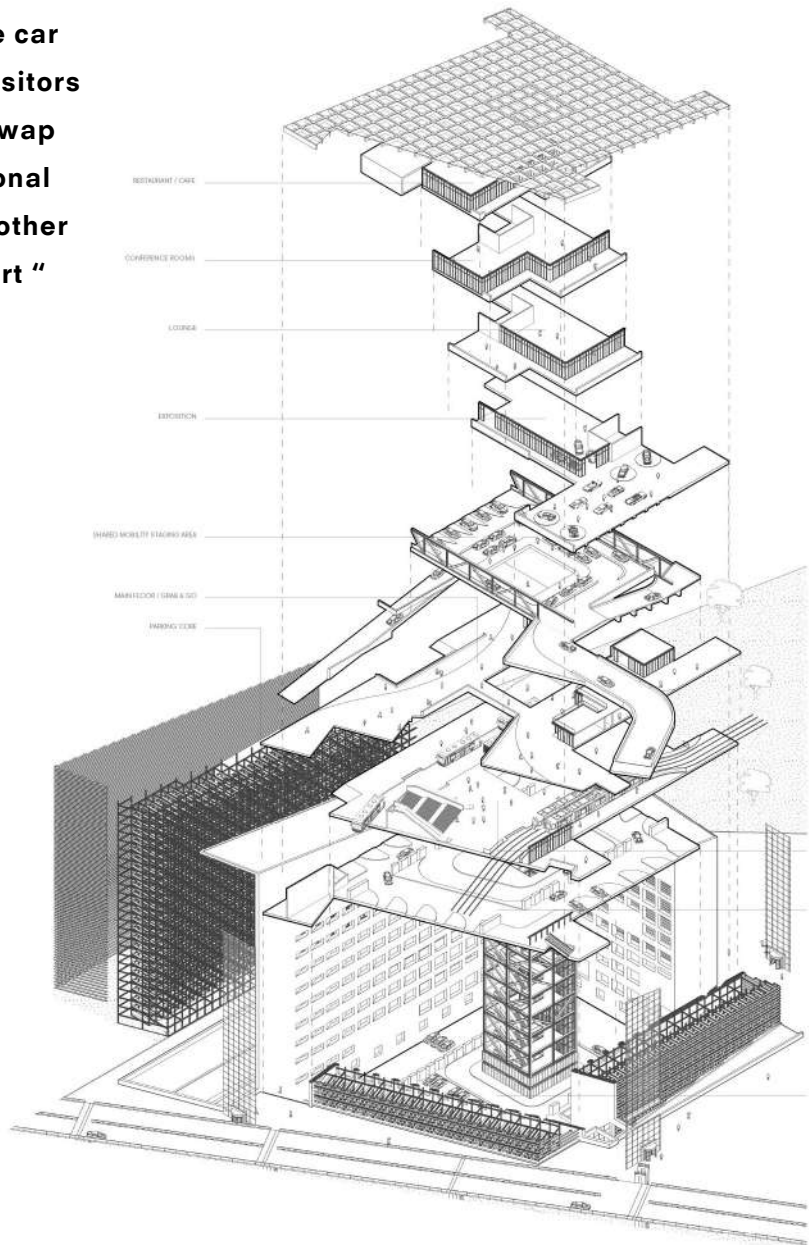 e car
sitors
wap
onal
other
rt “
RESTAURANT / CAFE
CONFERENCE ROOMS
LOUNGE
EXPOSITION
SHARED MOBILITY STAGING AREA
MAIN FLOOR / GRAB & GO
PARKING CORE